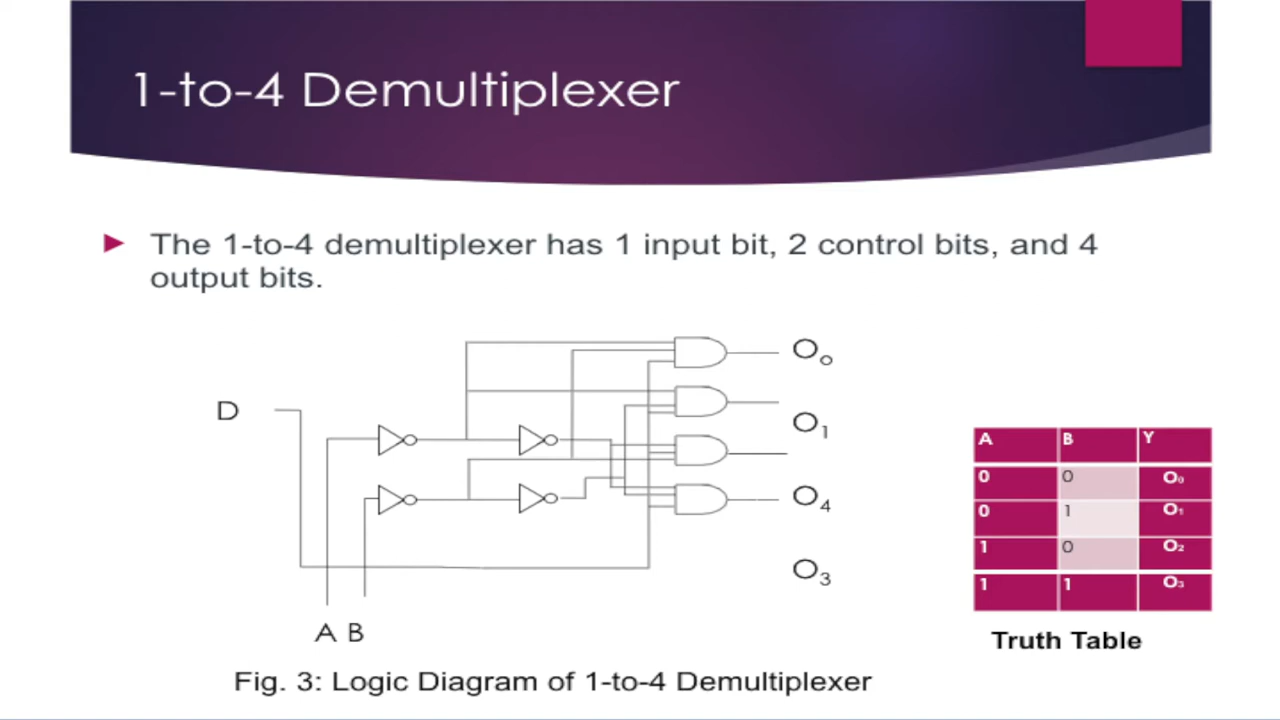 1-to-4 Demultiplexer
The 1-to-4 demultiplexer has 1 input bit, 2 control bits, and 4
output bits.
O₀
D
O₁
O₄
O₃
A B
A B Y
0 0 O₀
0 1 O₁
1 0 O₂
1 1 O₃
Truth Table
Fig. 3: Logic Diagram of 1-to-4 Demultiplexer